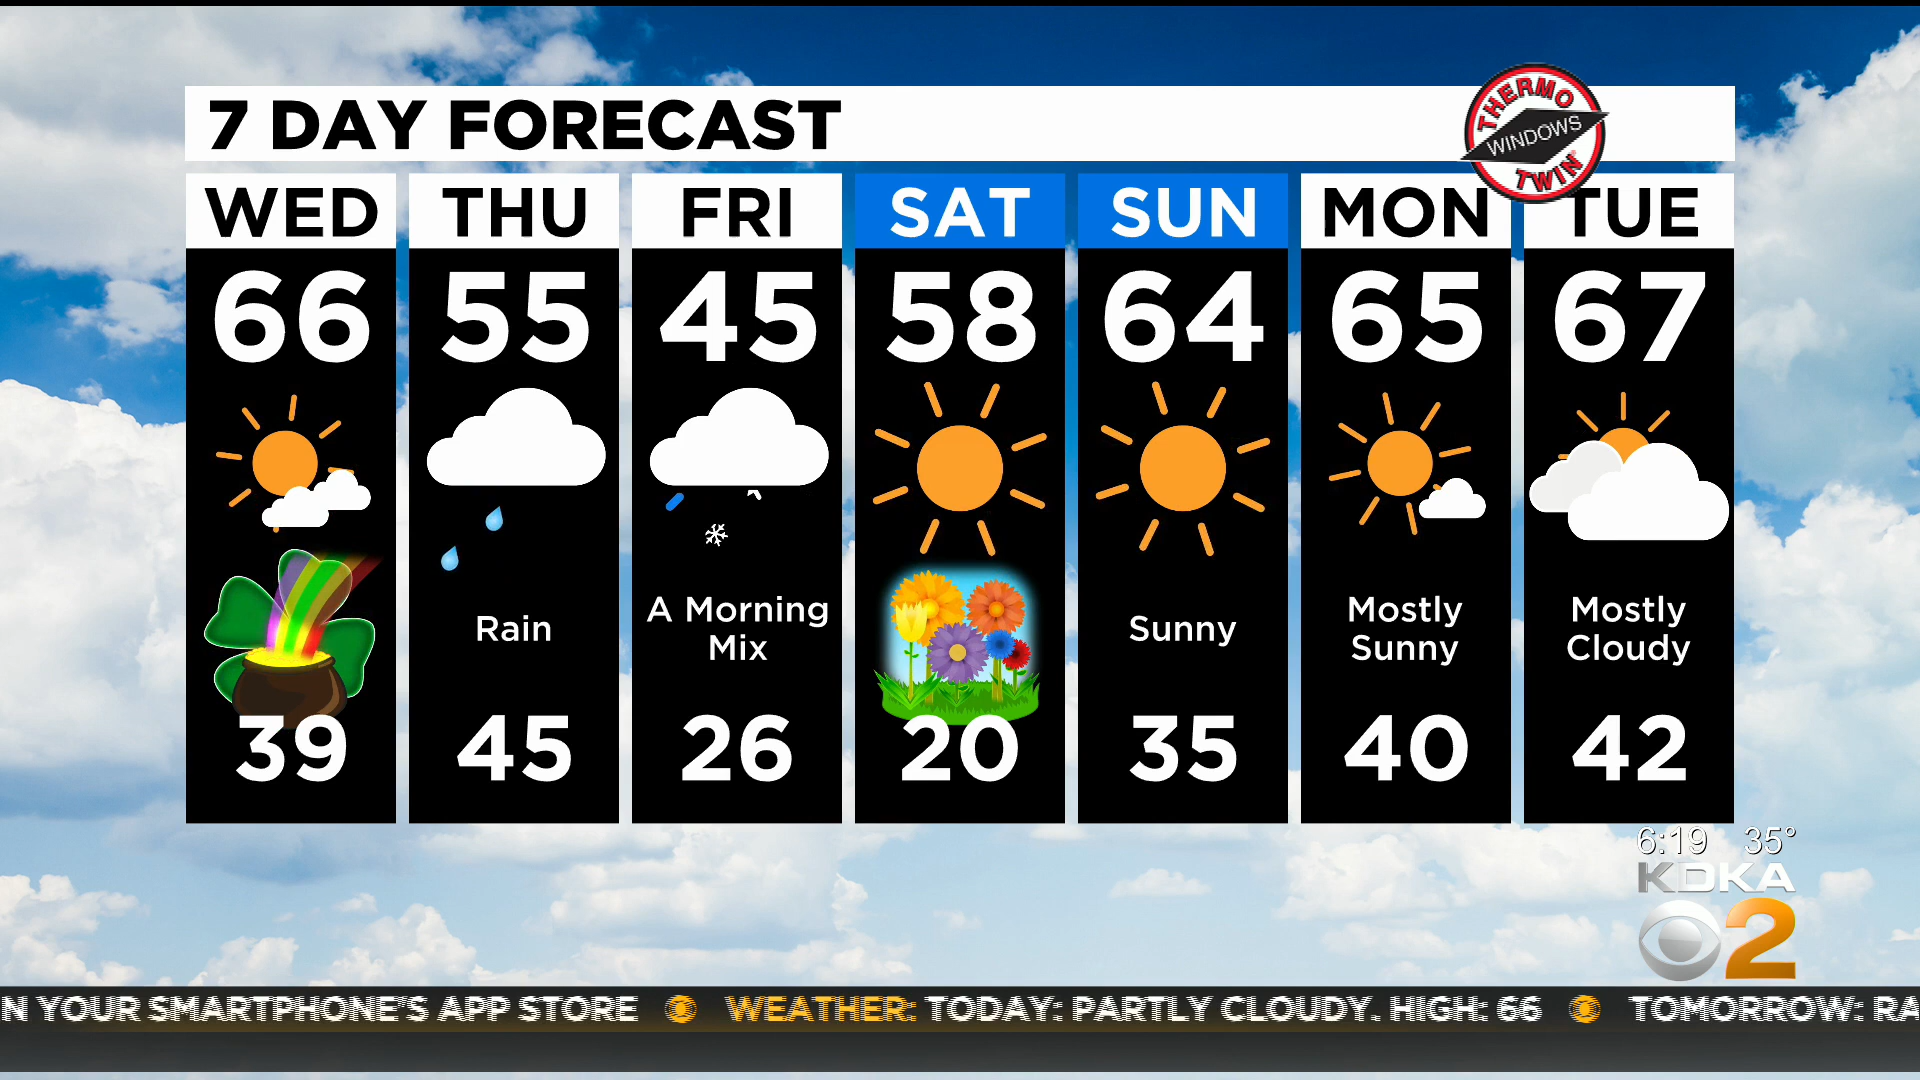 7 DAY FORECAST
THERMO
WINDOWS
TWIN
WED THU FRI SAT SUN MON TUE
66 55 45 58 64 65 67
Rain
A Morning
Mix
Sunny
Mostly
Sunny
Mostly
Cloudy
39 45 26 20 35 40 42
6:19 35°
KDKA
2
N YOUR SMARTPHONE'S APP STORE WEATHER: TODAY: PARTLY CLOUDY. HIGH: 66 TOMORROW: RA